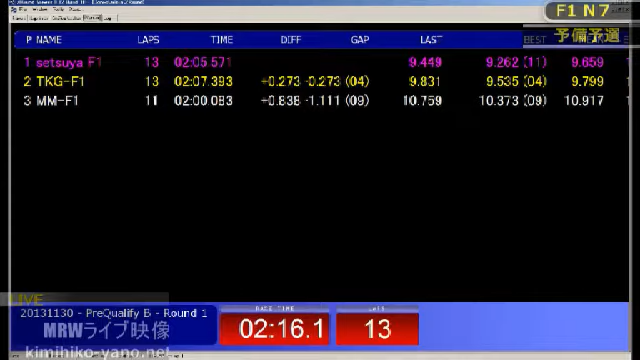 F1 N7
予備予選
P NAME LAPS TIME DIFF GAP LAST BEST
1 setsuya F1 13 02:05.571 9.449 9.262 (11) 9.659
2 TKG-F1 13 02:07.393 +0.273 -0.273 (04) 9.831 9.535 (04) 9.799
3 MM-F1 11 02:00.083 +0.838 -1.111 (09) 10.759 10.373 (09) 10.917
LIVE
20131130 - PreQualify B - Round 1
RACE TIME
02:16.1
13
MRWライブ映像
kimihiko-yano.net